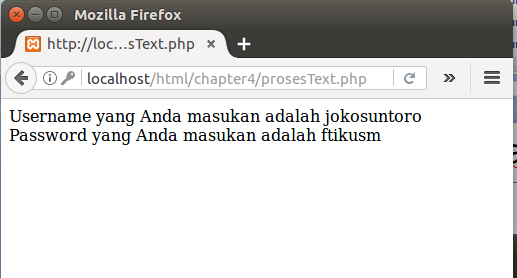 Mozilla Firefox
http://loc...sText.php
localhost/html/chapter4/prosesText.php
Username yang Anda masukan adalah jokosuntoro
Password yang Anda masukan adalah ftikusm